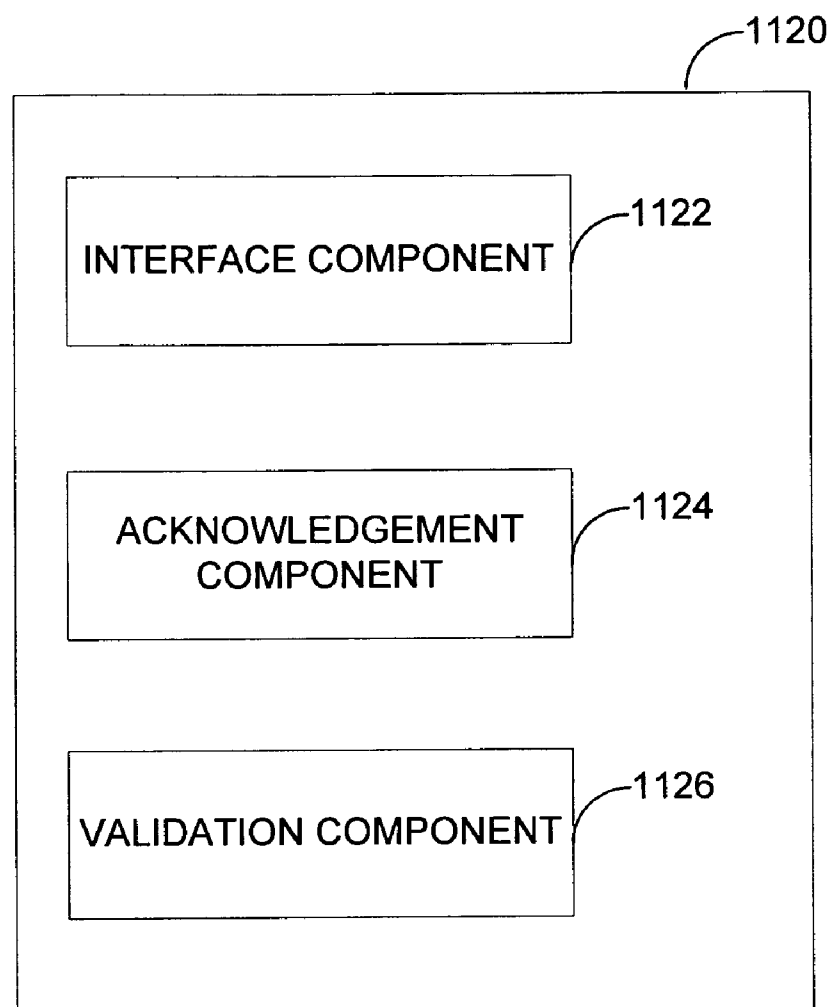 1120
INTERFACE COMPONENT
1122
ACKNOWLEDGEMENT
COMPONENT
1124
VALIDATION COMPONENT
1126